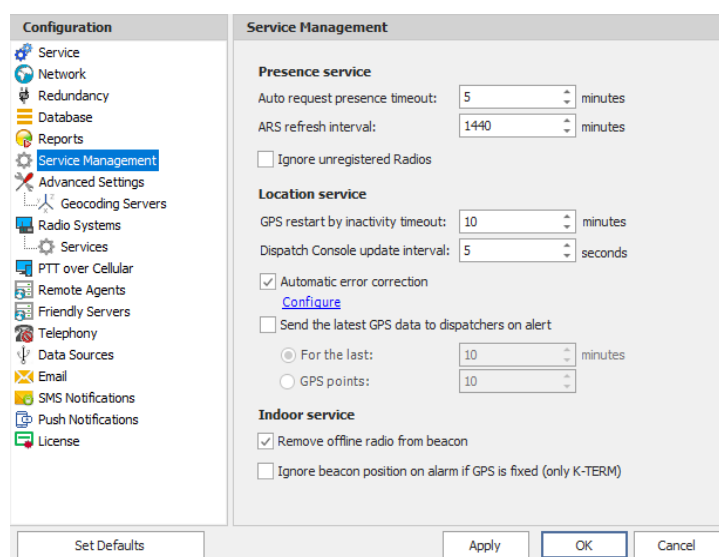 Configuration
Service
Network
Redundancy
Database
Reports
Service Management
Advanced Settings
Geocoding Servers
Radio Systems
Services
PTT over Cellular
Remote Agents
Friendly Servers
Telephony
Data Sources
Email
SMS Notifications
Push Notifications
License
Service Management
Presence service
Auto request presence timeout: 5 minutes
ARS refresh interval: 1440 minutes
Ignore unregistered Radios
Location service
GPS restart by inactivity timeout: 10 minutes
Dispatch Console update interval: 5 seconds
Automatic error correction
Configure
Send the latest GPS data to dispatchers on alert
For the last: 10 minutes
GPS points: 10
Indoor service
Remove offline radio from beacon
Ignore beacon position on alarm if GPS is fixed (only K-TERM)
Set Defaults Apply OK Cancel